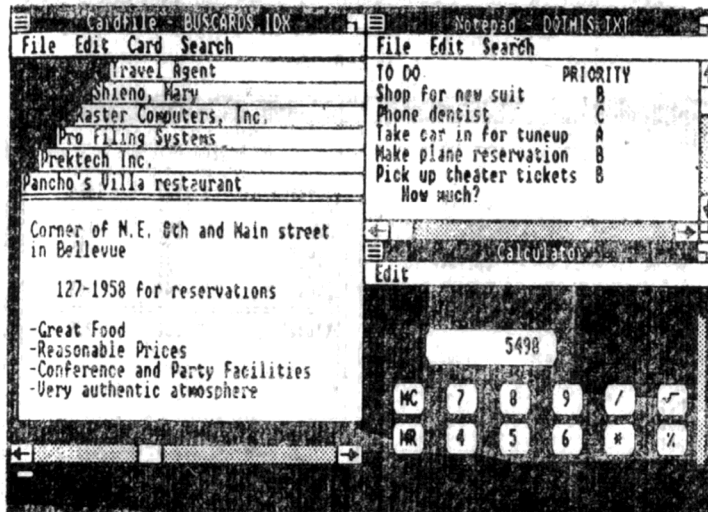 Cardfile - BUSCARDS.IDX
File Edit Card Search
Travel Agent
Shieno, Mary
Raster Computers, Inc.
Pro Filing Systems
Prektech Inc.
Pancho's Villa restaurant
Corner of N.E. 8th and Main street
in Bellevue
127-1958 for reservations
-Great Food
-Reasonable Prices
-Conference and Party Facilities
-Very authentic atmosphere
Notepad - DOTHIS.TXT
File Edit Search
TO DO PRIORITY
Shop for new suit B
Phone dentist C
Take car in for tuneup A
Make plane reservation B
Pick up theater tickets B
How much?
Calculator
Edit
5498
MC 7 8 9 / √
MR 4 5 6 * %